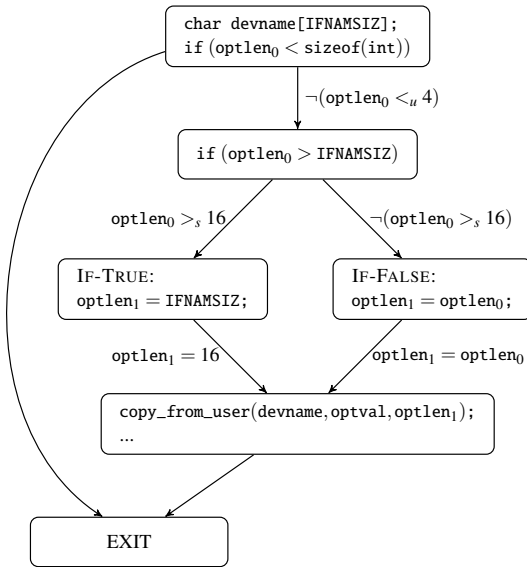 char devname[IFNAMSIZ];
if (optlen₀ < sizeof(int))
¬(optlen₀ <ᵤ 4)
if (optlen₀ > IFNAMSIZ)
optlen₀ >ₛ 16
¬(optlen₀ >ₛ 16)
IF-TRUE:
optlen₁ = IFNAMSIZ;
IF-FALSE:
optlen₁ = optlen₀;
optlen₁ = 16
optlen₁ = optlen₀
copy_from_user(devname,optval,optlen₁);
...
EXIT